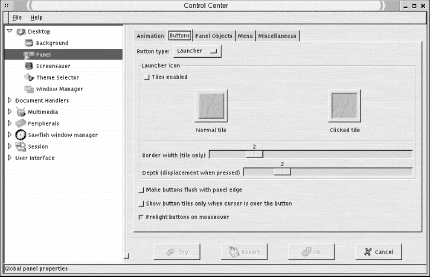 Control Center
File Help
Desktop
Background
Panel
Screensaver
Theme Selector
Window Manager
Document Handlers
Multimedia
Peripherals
Sawfish window manager
Session
User Interface
Animation Buttons Panel Objects Menu Miscellaneous
Button type: Launcher
Launcher icon
Tiles enabled
Normal tile Clicked tile
2
Border width (tile only)
2
Depth (displacement when pressed)
Make buttons flush with panel edge
Show button tiles only when cursor is over the button
Prelight buttons on mouseover
Try Revert OK Cancel
Global panel properties